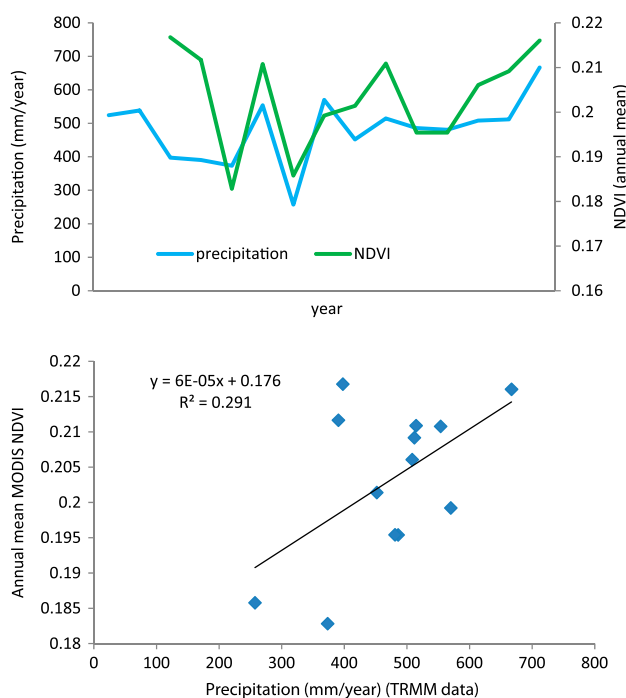 800
700
600
500
400
300
200
100
0
Precipitation (mm/year)
0.22
0.21
0.2
0.19
0.18
0.17
0.16
NDVI (annual mean)
precipitation
NDVI
year
0.22
0.215
0.21
0.205
0.2
0.195
0.19
0.185
0.18
Annual mean MODIS NDVI
y = 6E-05x + 0.176
R² = 0.291
0 100 200 300 400 500 600 700 800
Precipitation (mm/year) (TRMM data)